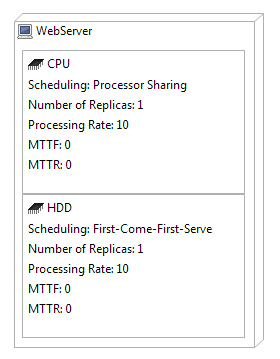 WebServer
CPU
Scheduling: Processor Sharing
Number of Replicas: 1
Processing Rate: 10
MTTF: 0
MTTR: 0
HDD
Scheduling: First-Come-First-Serve
Number of Replicas: 1
Processing Rate: 10
MTTF: 0
MTTR: 0